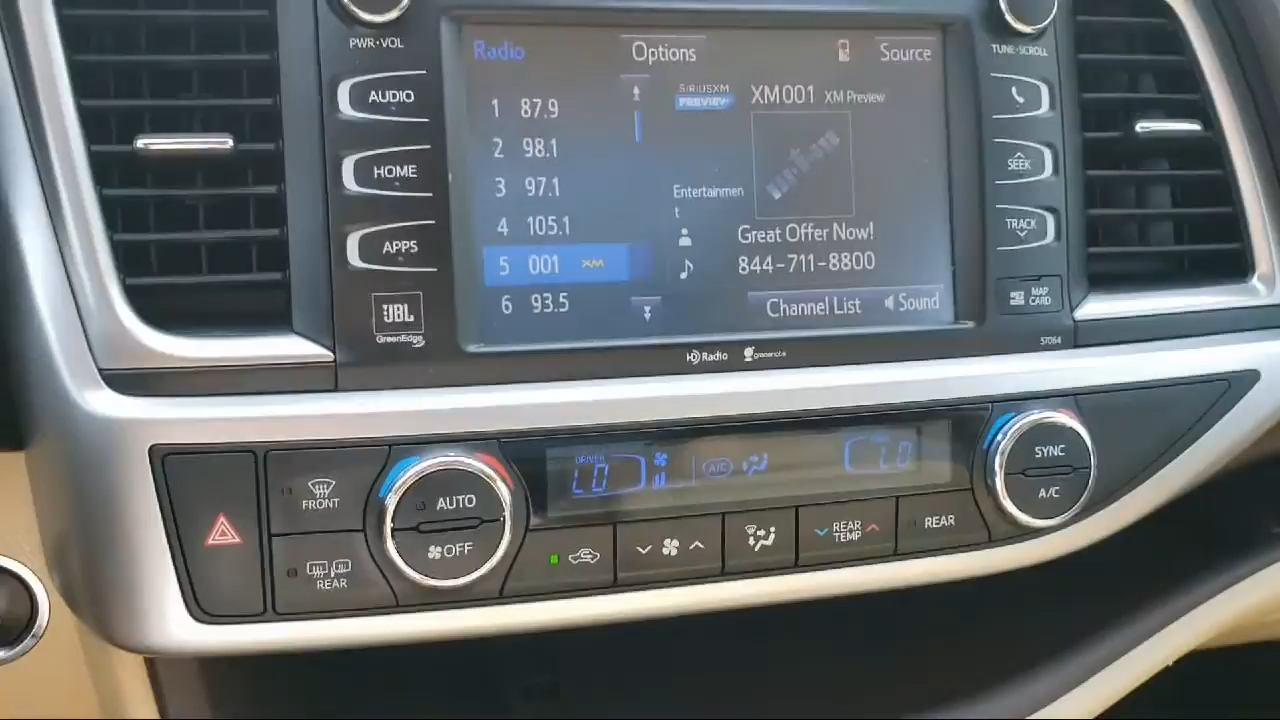 PWR•VOL
AUDIO
HOME
APPS
JBL
GreenEdge
Radio
Options
Source
1 87.9
2 98.1
3 97.1
4 105.1
5 001 XM
6 93.5
SIRIUSXM
PREVIEW
XM001 XM Preview
Entertainmen
t
Great Offer Now!
844-711-8800
Channel List
Sound
HD Radio
gracenote
TUNE•SCROLL
SEEK
TRACK
MAP
CARD
57064
FRONT
REAR
AUTO
OFF
DRIVER
LO
A/C
LO
REAR
TEMP
REAR
SYNC
A/C